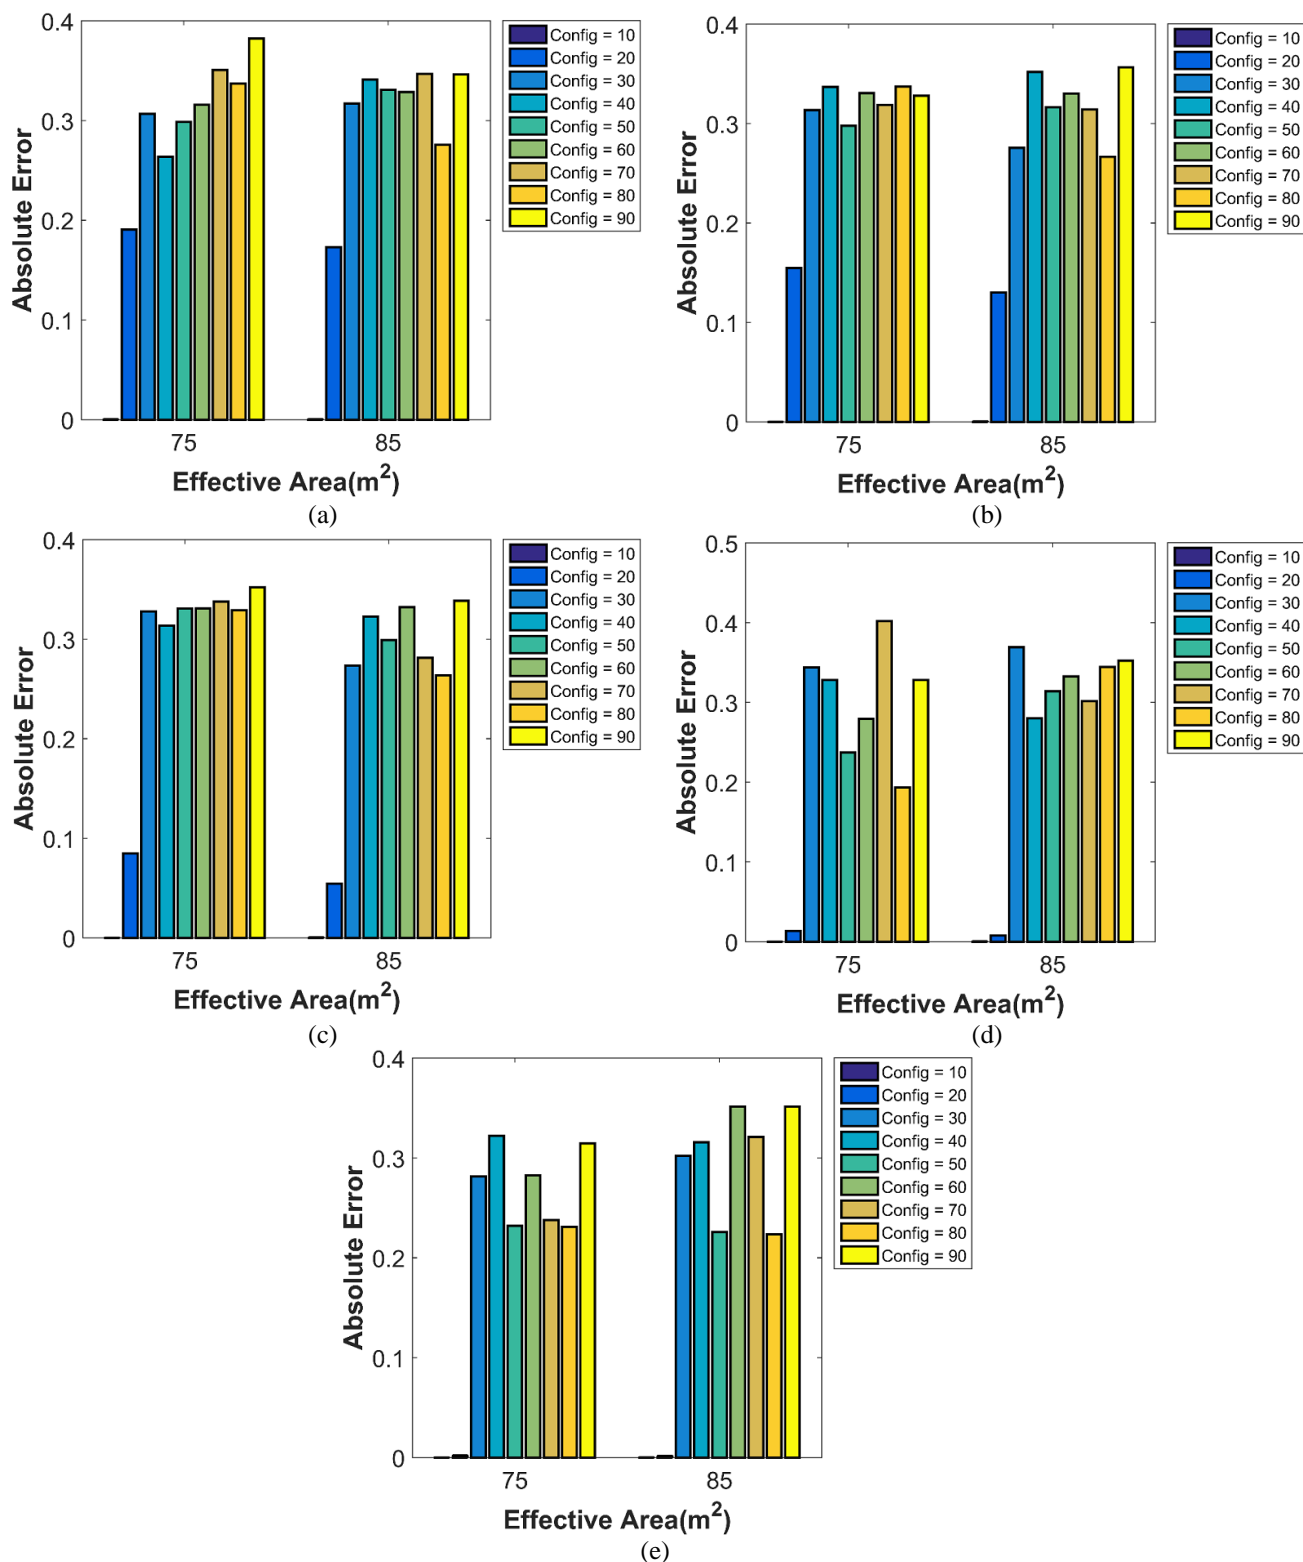 0.4
0.3
0.2
0.1
0
Absolute Error
75
85
Effective Area(m²)
Config = 10
Config = 20
Config = 30
Config = 40
Config = 50
Config = 60
Config = 70
Config = 80
Config = 90
(a)
0.4
0.3
0.2
0.1
0
Absolute Error
75
85
Effective Area(m²)
Config = 10
Config = 20
Config = 30
Config = 40
Config = 50
Config = 60
Config = 70
Config = 80
Config = 90
(b)
0.4
0.3
0.2
0.1
0
Absolute Error
75
85
Effective Area(m²)
Config = 10
Config = 20
Config = 30
Config = 40
Config = 50
Config = 60
Config = 70
Config = 80
Config = 90
(c)
0.5
0.4
0.3
0.2
0.1
0
Absolute Error
75
85
Effective Area(m²)
Config = 10
Config = 20
Config = 30
Config = 40
Config = 50
Config = 60
Config = 70
Config = 80
Config = 90
(d)
0.4
0.3
0.2
0.1
0
Absolute Error
75
85
Effective Area(m²)
Config = 10
Config = 20
Config = 30
Config = 40
Config = 50
Config = 60
Config = 70
Config = 80
Config = 90
(e)